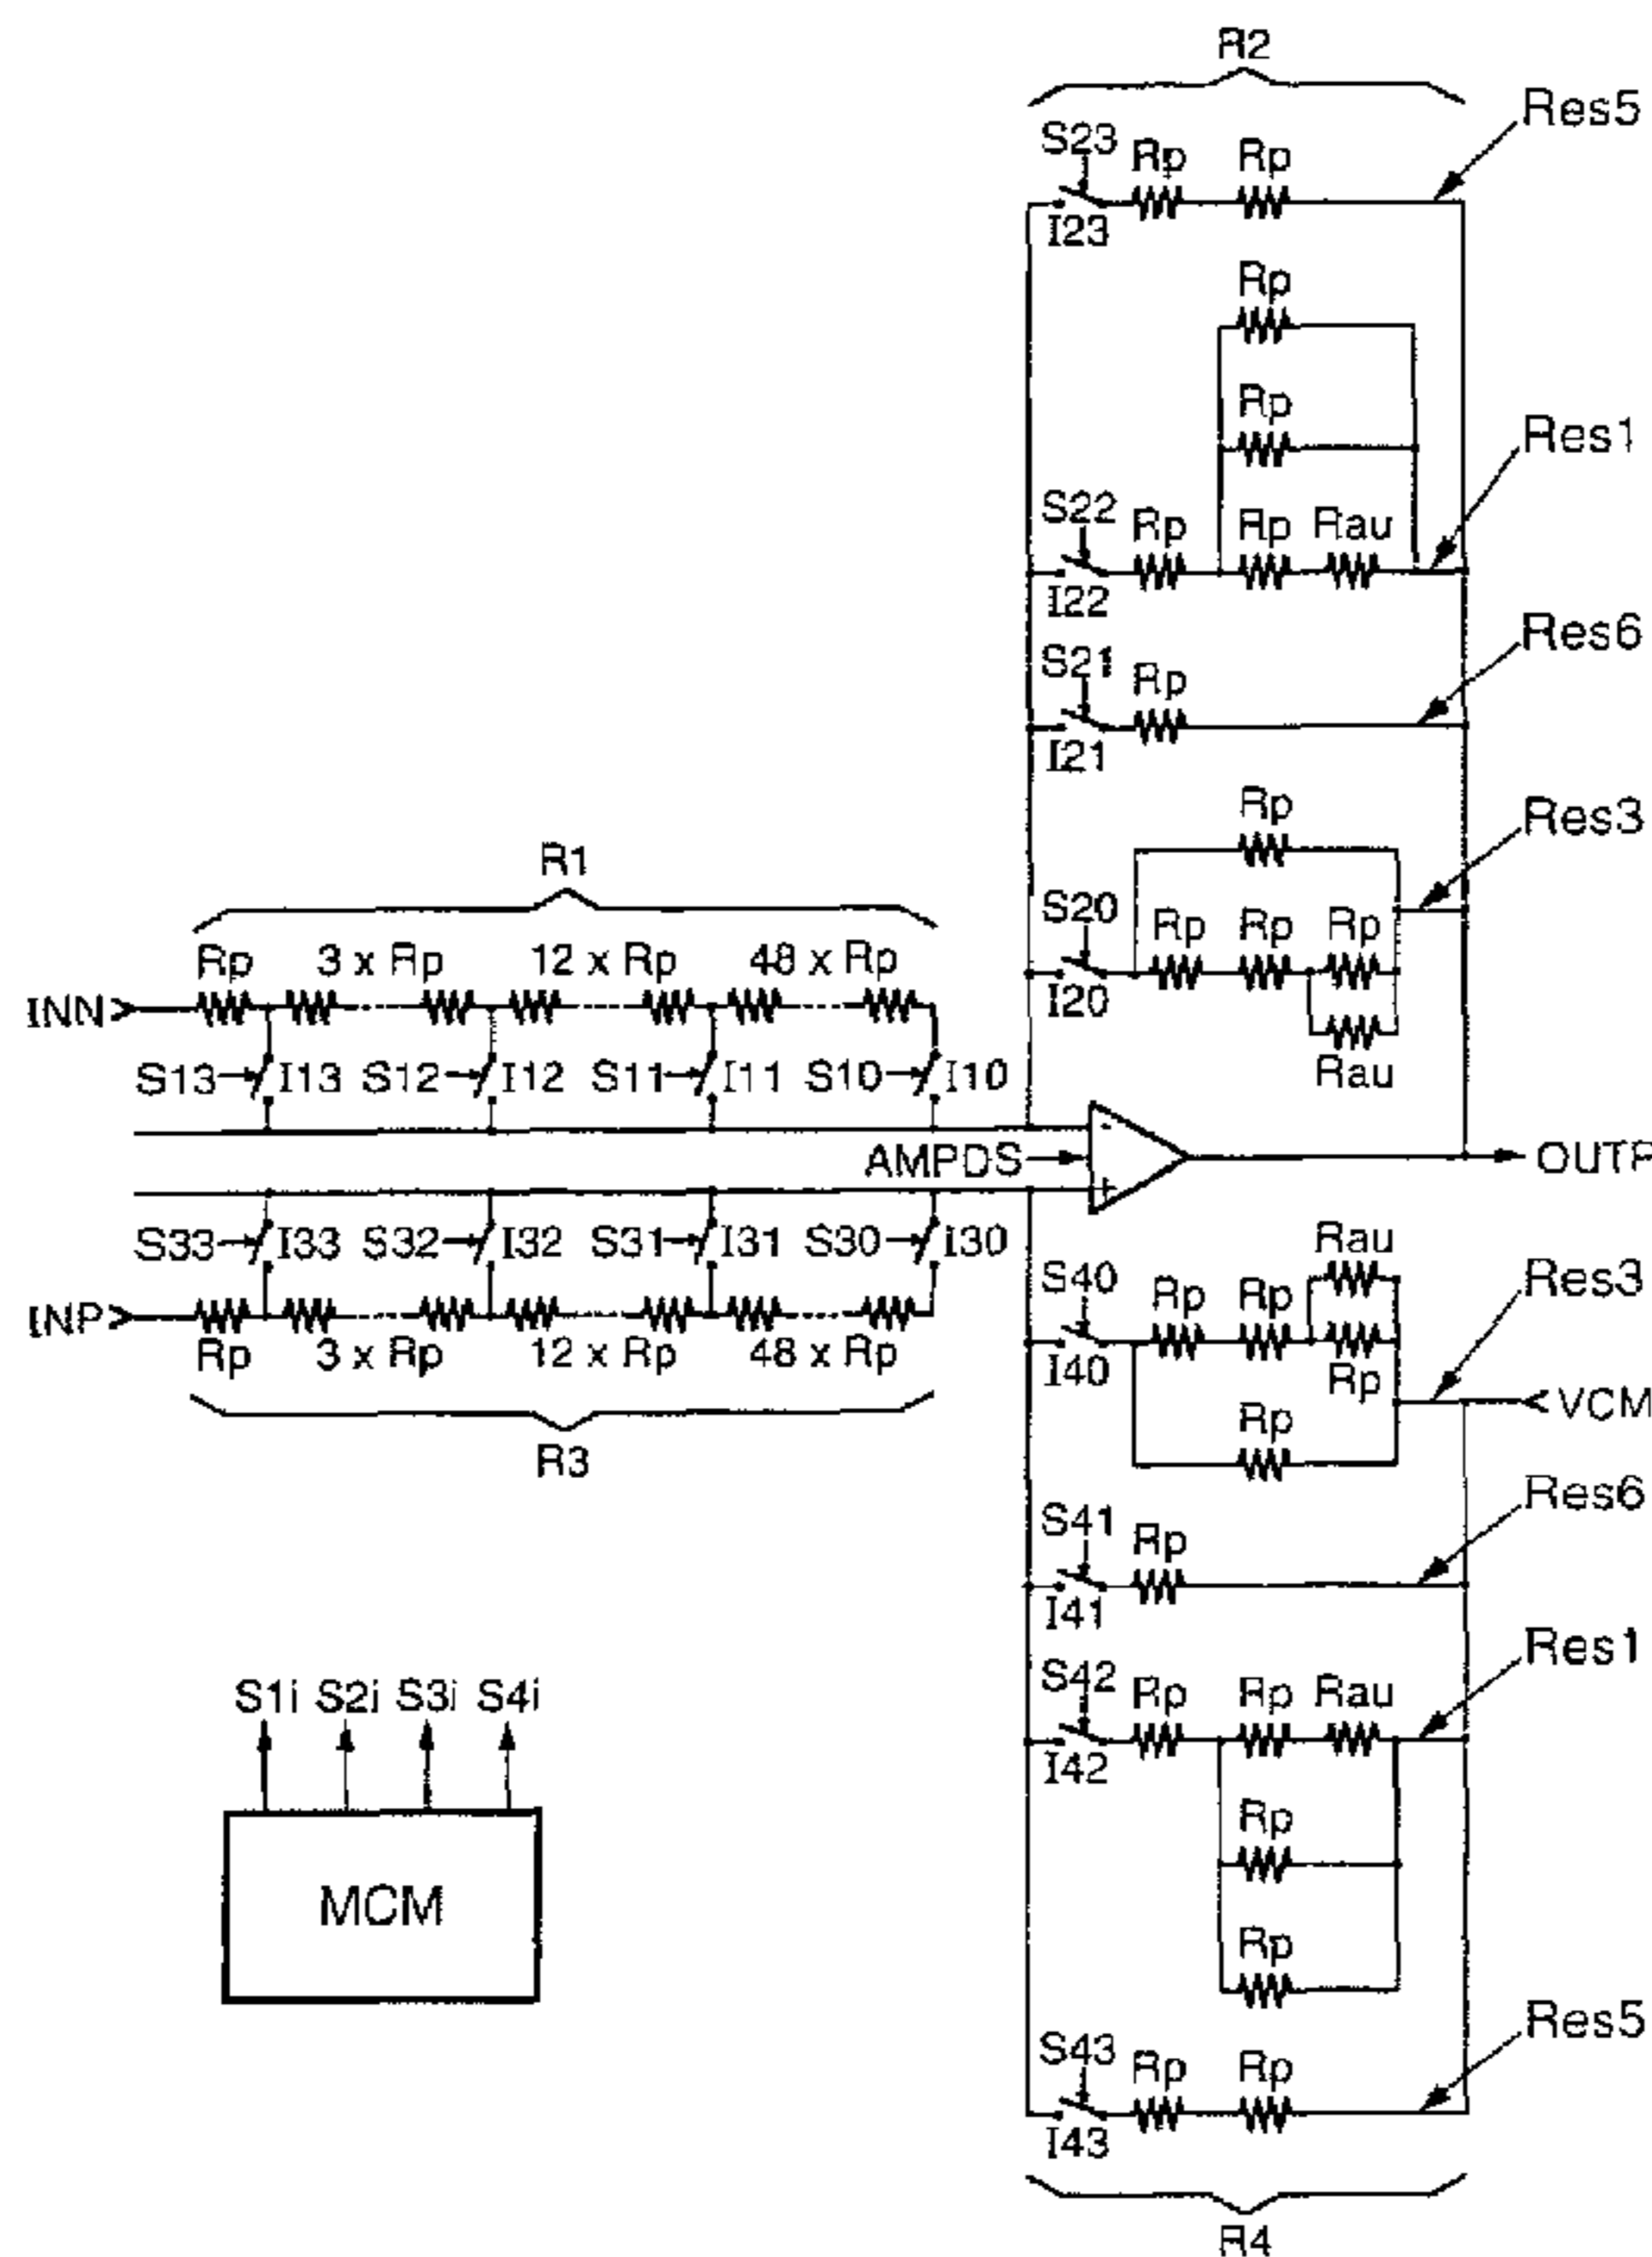 R2
Res5
S23 Rp Rp
I23
Rp
Rp
Res1
S22 Rp Rp Rau
I22
Res6
S21 Rp
I21
Rp
Res3
R1
S20 Rp Rp Rp
Rp 3 x Rp 12 x Rp 48 x Rp
INN
I20
Rau
S13 I13 S12 I12 S11 I11 S10 I10
-
AMPDS
OUTP
+
S33 I33 S32 I32 S31 I31 S30 I30
Rau
Res3
S40 Rp Rp
INP
Rp 3 x Rp 12 x Rp 48 x Rp
I40
Rp
VCM
Rp
R3
Res6
S41 Rp
I41
Res1
S42 Rp Rp Rau
I42
S1i S2i S3i S4i
Rp
MCM
Rp
Res5
S43 Rp Rp
I43
R4